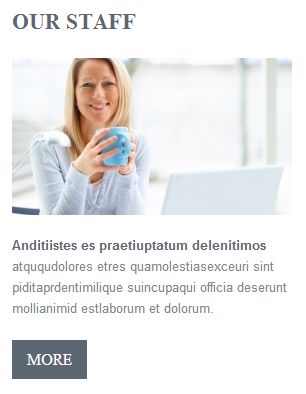 OUR STAFF
Anditiistes es praetiuptatum delenitimos
atququdolores etres quamolestiasexceuri sint
piditaprdentimilique suincupaqui officia deserunt
mollianimid estlaborum et dolorum.
MORE